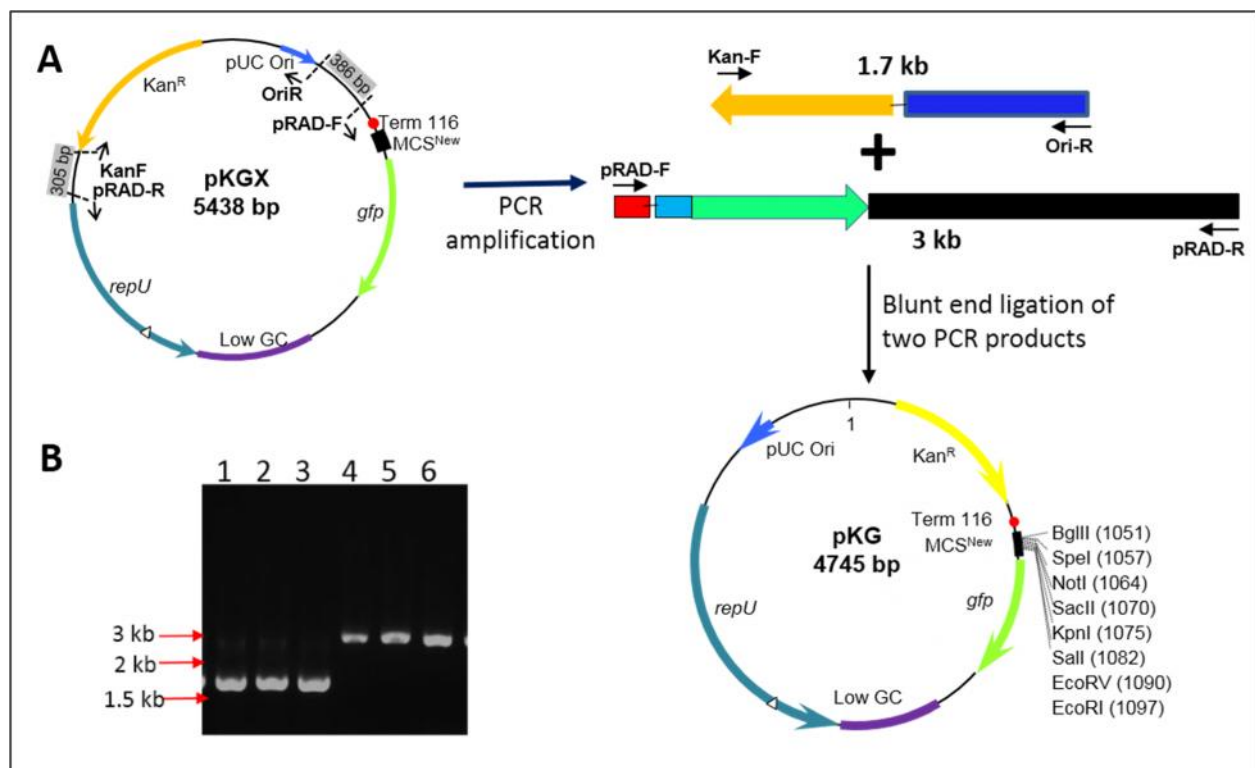 A
pUC Ori
386 bp
Kan^R
OriR
pRAD-F
Term 116
MCS^New
305 bp
KanF
pRAD-R
pKGX
5438 bp
gfp
repU
Low GC
PCR
amplification
Kan-F
1.7 kb
Ori-R
+
pRAD-F
3 kb
pRAD-R
Blunt end ligation of
two PCR products
1
pUC Ori
Kan^R
Term 116
MCS^New
pKG
4745 bp
gfp
repU
Low GC
BglII (1051)
SpeI (1057)
NotI (1064)
SacII (1070)
KpnI (1075)
SalI (1082)
EcoRV (1090)
EcoRI (1097)
B
1 2 3 4 5 6
3 kb
2 kb
1.5 kb